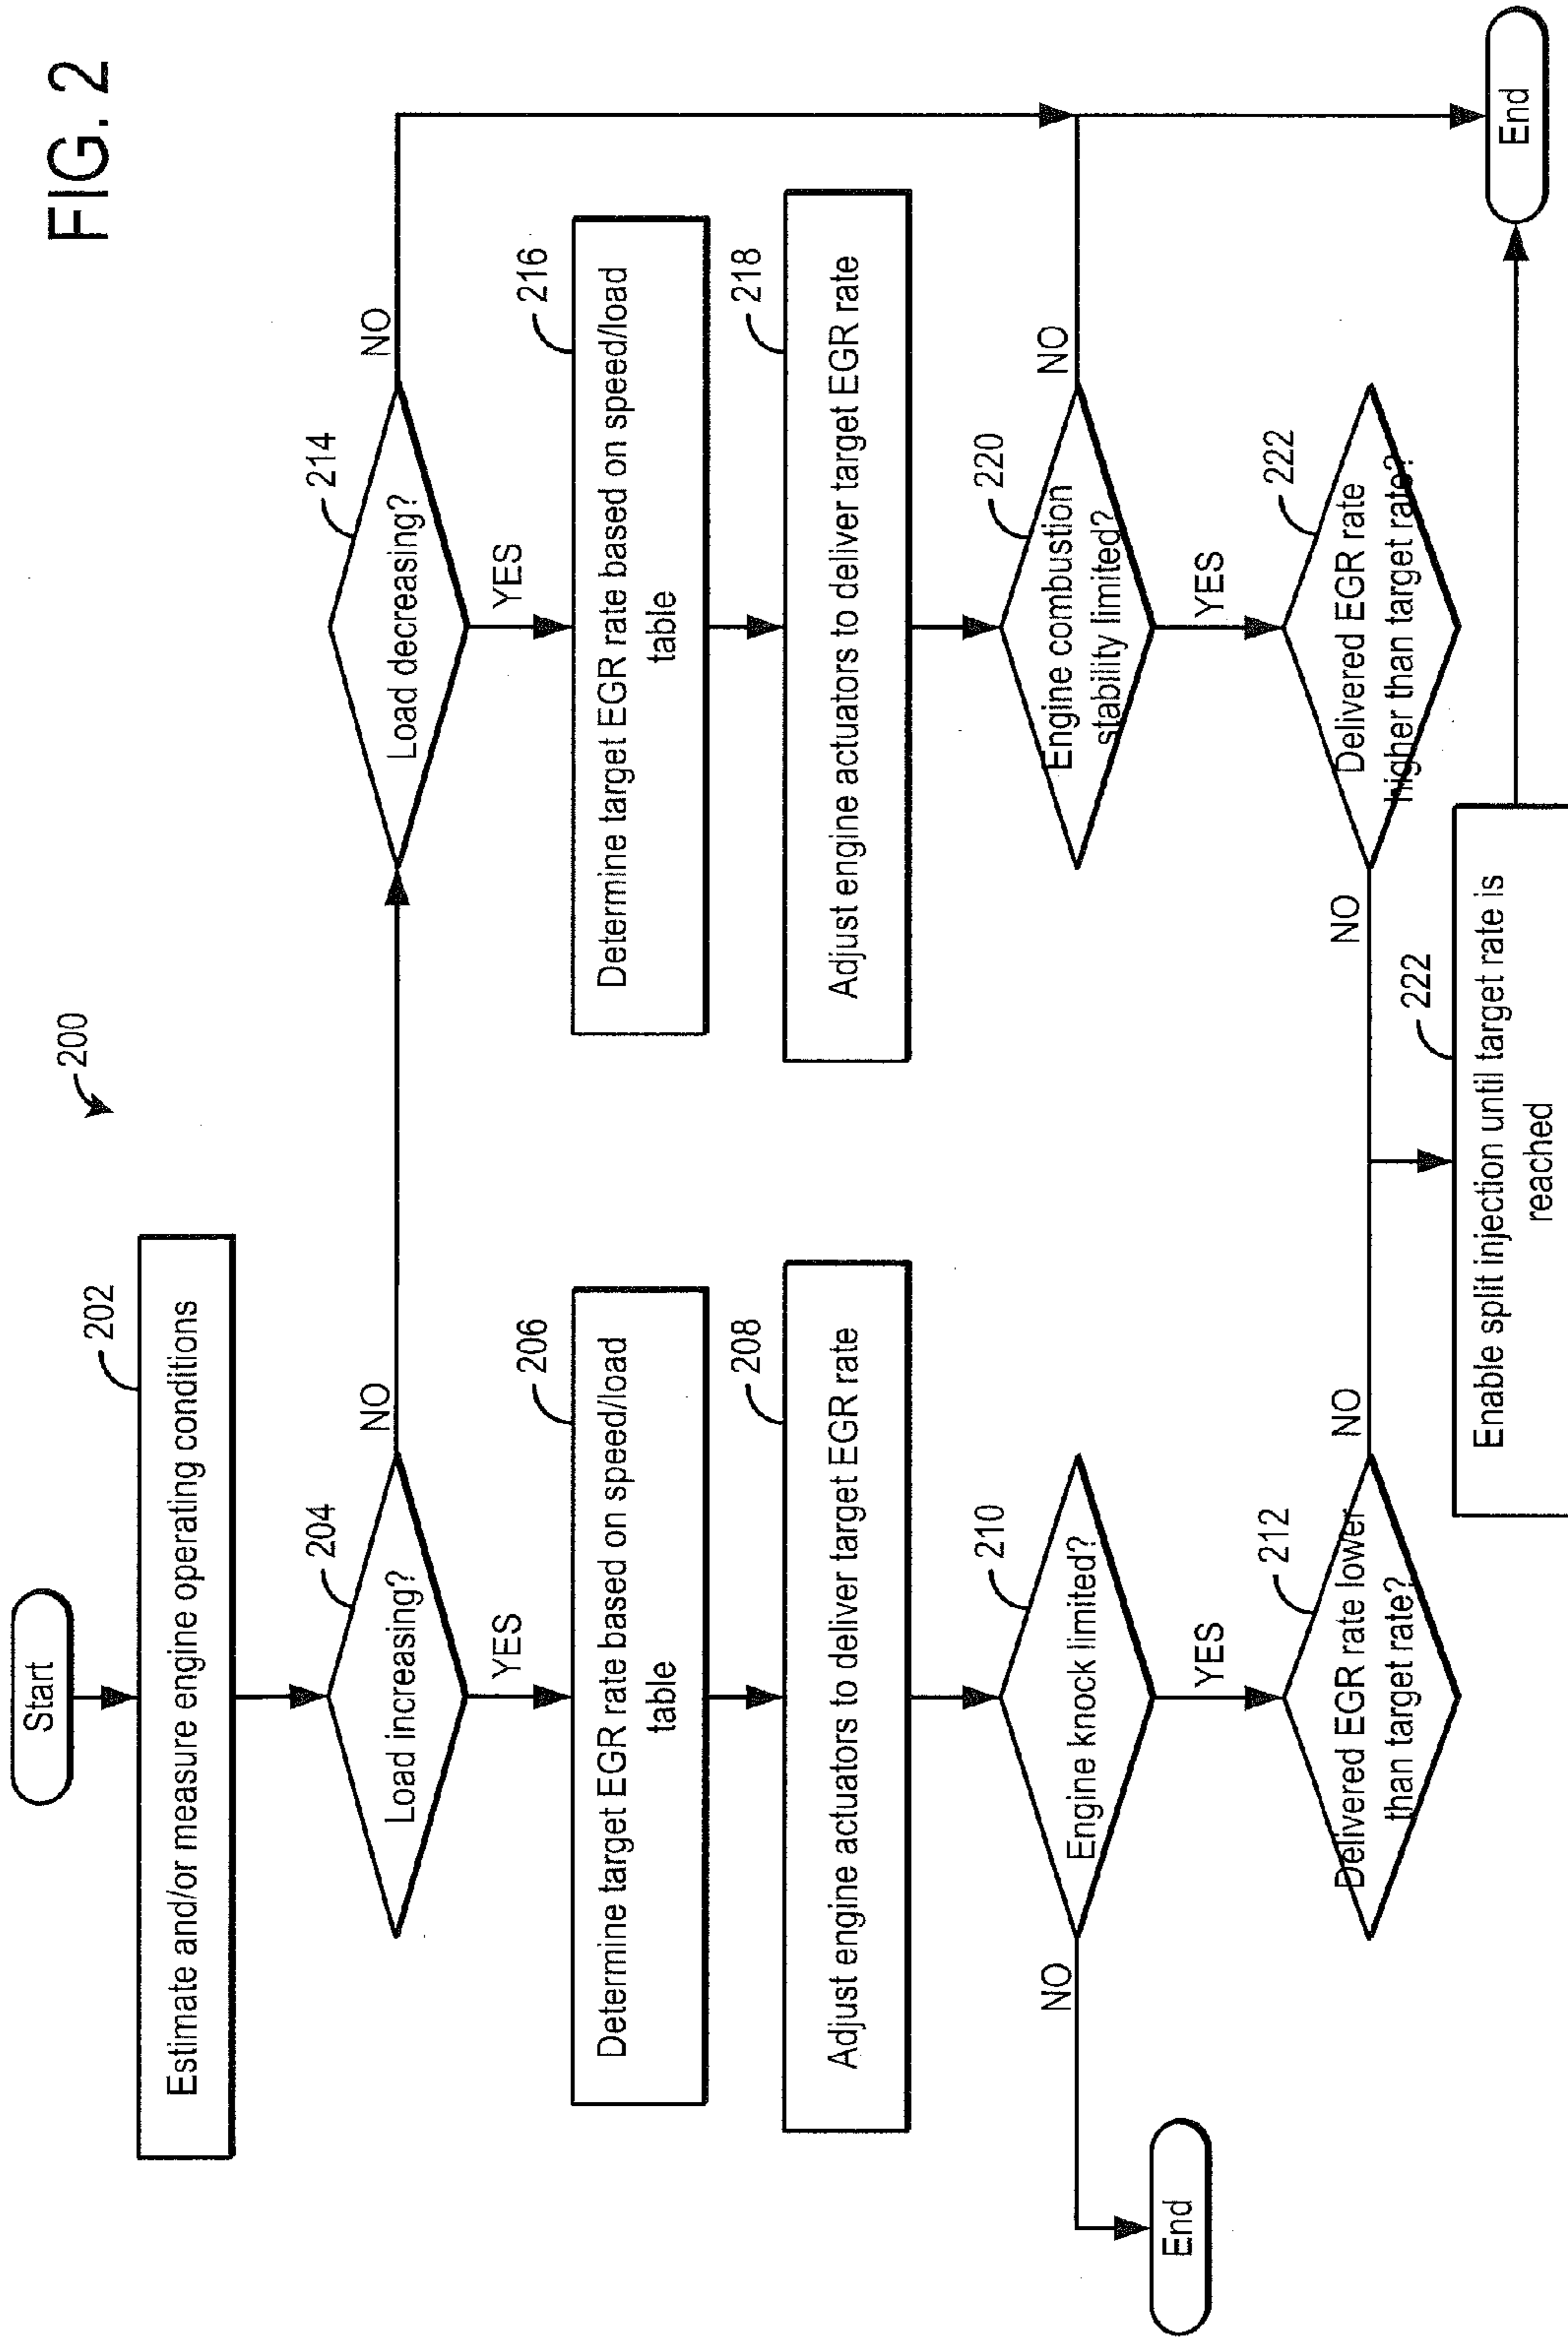 FIG. 2
200
Start
202
Estimate and/or measure engine operating conditions
204
Load increasing?
NO
YES
206
Determine target EGR rate based on speed/load
table
208
Adjust engine actuators to deliver target EGR rate
210
Engine knock limited?
NO
End
YES
212
Delivered EGR rate lower
than target rate?
NO
214
Load decreasing?
NO
YES
216
Determine target EGR rate based on speed/load
table
218
Adjust engine actuators to deliver target EGR rate
220
Engine combustion
stability limited?
NO
YES
222
Delivered EGR rate
higher than target rate?
NO
222
Enable split injection until target rate is
reached
End